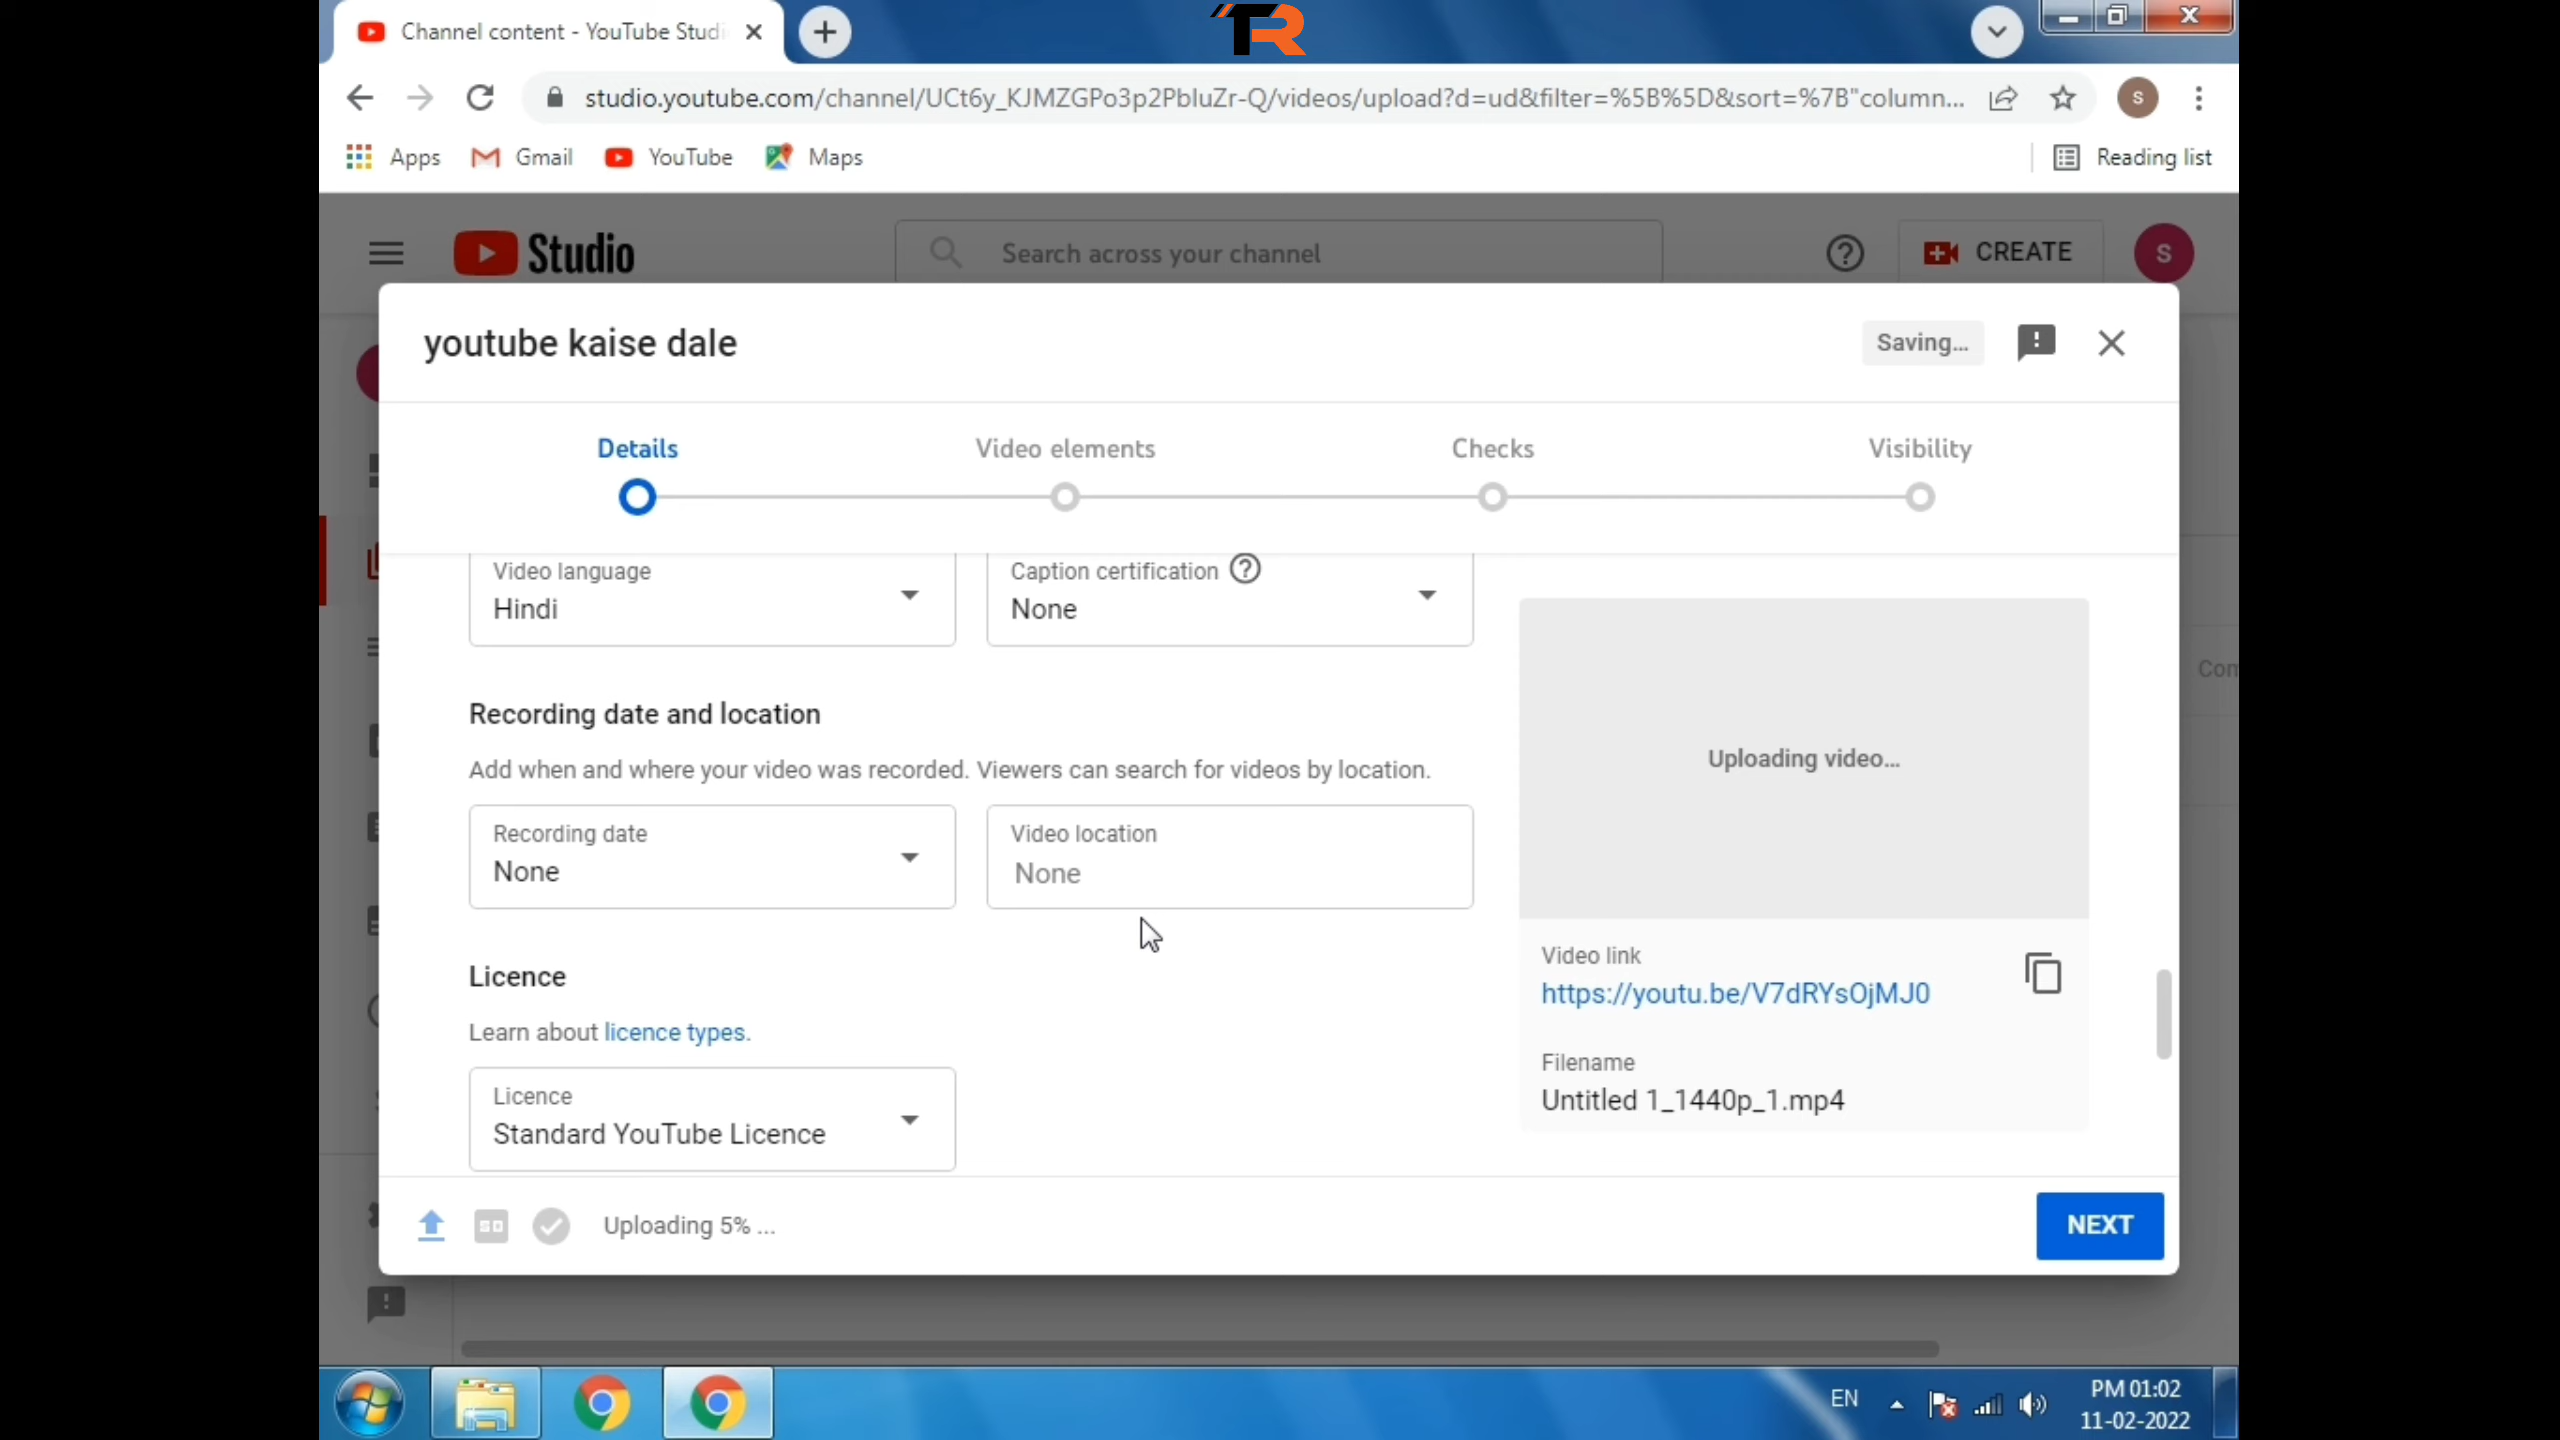 Channel content - YouTube Studi
TR
studio.youtube.com/channel/UCt6y_KJMZGPo3p2PbluZr-Q/videos/upload?d=ud&filter=%5B%5D&sort=%7B"column...
S
Apps
Gmail
YouTube
Maps
Reading list
Studio
Search across your channel
CREATE
S
youtube kaise dale
Saving...
Details
Video elements
Checks
Visibility
Video language
Hindi
Caption certification
None
Com
Recording date and location
Add when and where your video was recorded. Viewers can search for videos by location.
Uploading video...
Recording date
None
Video location
None
Licence
Learn about licence types.
Licence
Standard YouTube Licence
Video link
https://youtu.be/V7dRYsOjMJ0
Filename
Untitled 1_1440p_1.mp4
SD
Uploading 5% ...
NEXT
EN
PM 01:02
11-02-2022